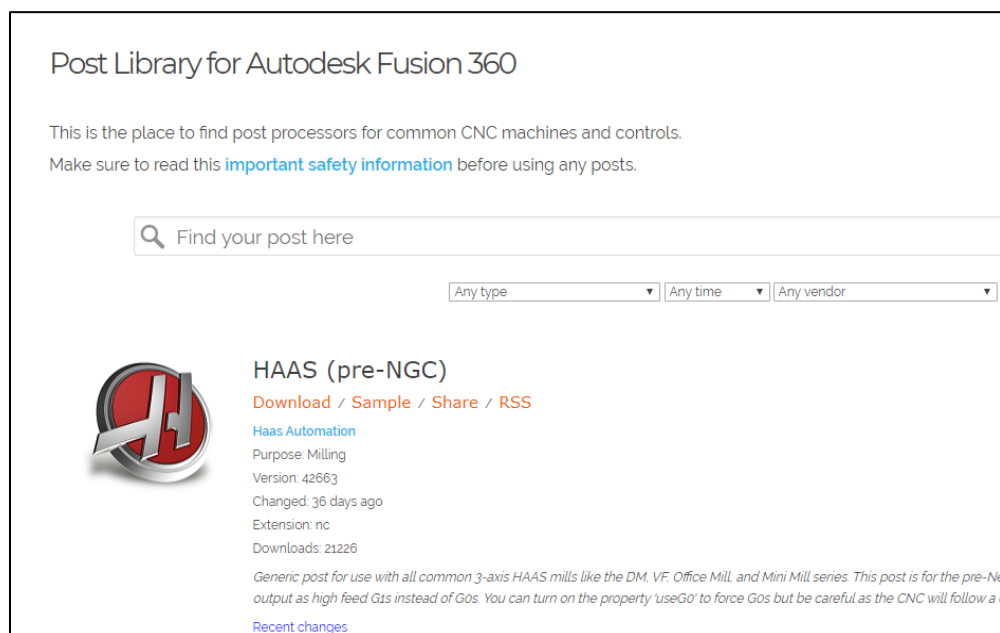 Post Library for Autodesk Fusion 360
This is the place to find post processors for common CNC machines and controls.
Make sure to read this important safety information before using any posts.
Find your post here
Any type Any time Any vendor
HAAS (pre-NGC)
Download / Sample / Share / RSS
Haas Automation
Purpose: Milling
Version: 42663
Changed: 36 days ago
Extension: nc
Downloads: 21226
Generic post for use with all common 3-axis HAAS mills like the DM, VF, Office Mill, and Mini Mill series. This post is for the
output as high feed G1s instead of G0s. You can turn on the property 'useG0' to force G0s but be careful as the CNC will follow a
Recent changes